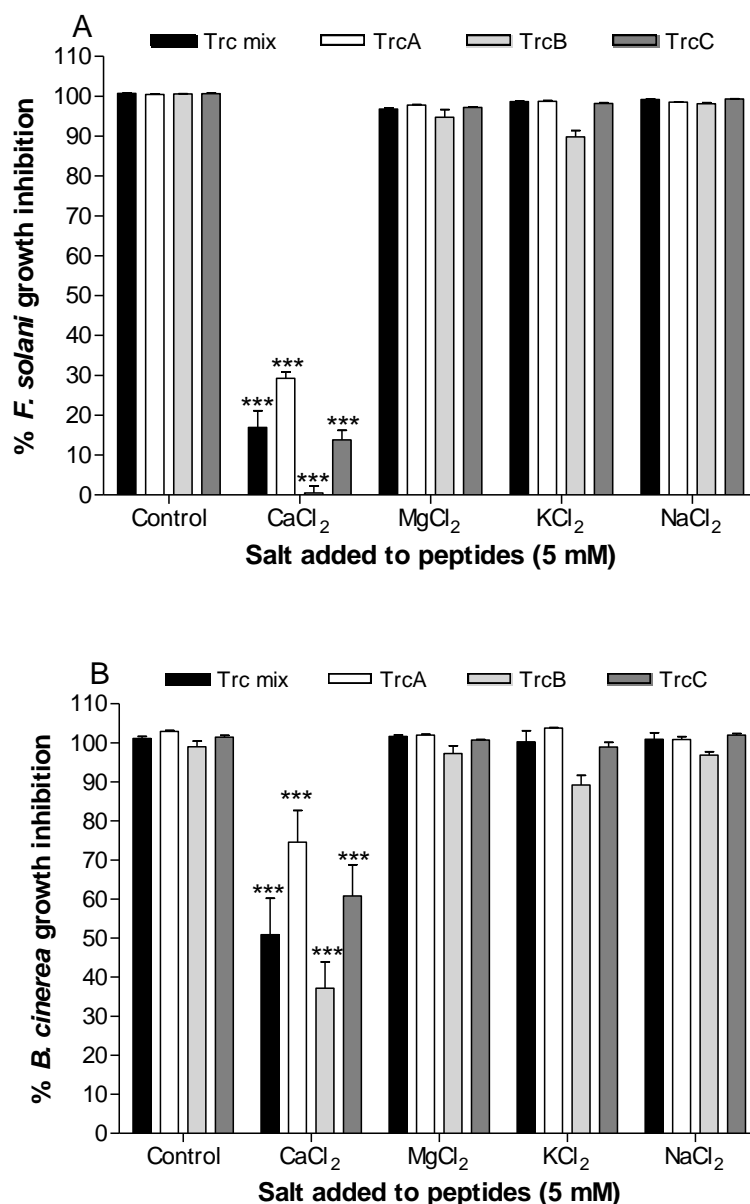 A
Trc mix TrcA TrcB TrcC
110
100
90
80
70
60
50
40
30
20
10
0
% F. solani growth inhibition
*** *** *** ***
Control CaCl₂ MgCl₂ KCl₂ NaCl₂
Salt added to peptides (5 mM)
B
Trc mix TrcA TrcB TrcC
110
100
90
80
70
60
50
40
30
20
10
0
% B. cinerea growth inhibition
*** *** *** ***
Control CaCl₂ MgCl₂ KCl₂ NaCl₂
Salt added to peptides (5 mM)